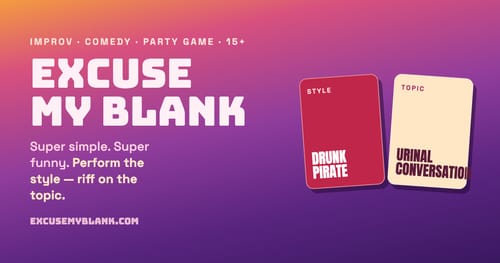 IMPROV · COMEDY · PARTY GAME · 15+
EXCUSE
MY BLANK
Super simple. Super
funny. Perform the
style — riff on the
topic.
EXCUSEMYBLANK.COM
STYLE
DRUNK
PIRATE
TOPIC
URINAL
CONVERSATION